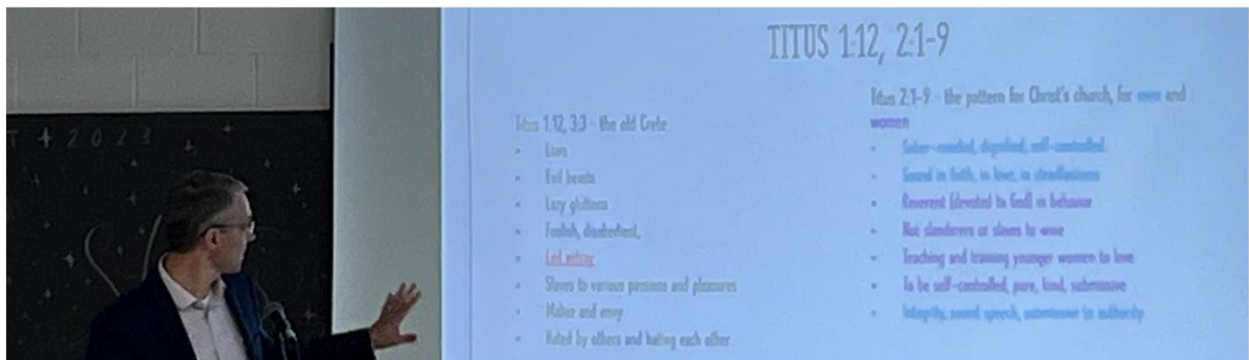 TITUS 1:12, 2:1-9
T + 2023
Titus 1:12, 3:3 - the old Crete
• Liars
• Evil beasts
• Lazy gluttons
• Foolish, disobedient,
• Led astray
• Slaves to various passions and pleasures
• Malice and envy
• Hated by others and hating each other
Titus 2:1-9 - the pattern for Christ's church, for men and
women
• Sober-minded, dignified, self-controlled
• Sound in faith, in love, in steadfastness
• Reverent (devoted to God) in behavior
• Not slanderers or slaves to wine
• Teaching and training younger women to love
• To be self-controlled, pure, kind, submissive
• Integrity, sound speech, submissive to authority